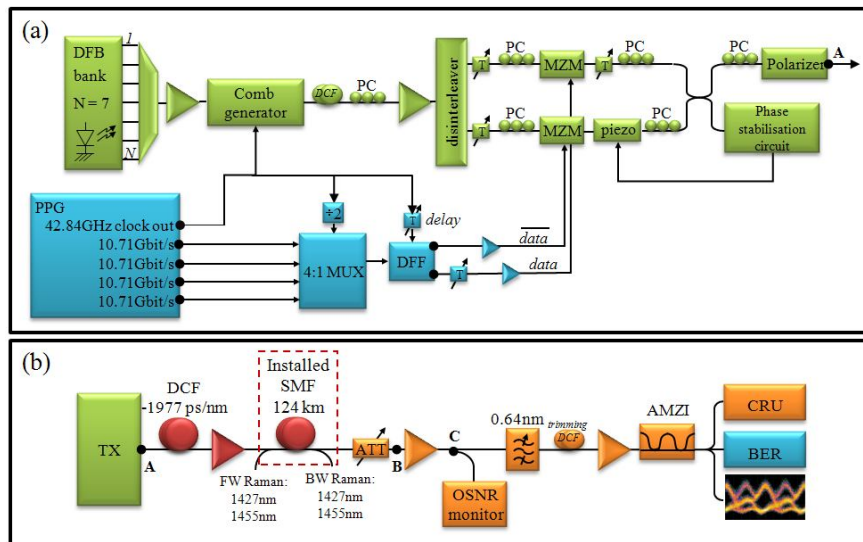 (a)
DFB
bank
N = 7
1
N
Comb
generator
DCF
PC
disinterleaver
T
PC
MZM
T
PC
PC
Polarizer
A
T
PC
MZM
piezo
PC
Phase
stabilisation
circuit
PPG
42.84GHz clock out
10.71Gbit/s
10.71Gbit/s
10.71Gbit/s
10.71Gbit/s
÷2
T
delay
4:1 MUX
DFF
data
T
data
(b)
TX
A
DCF
-1977 ps/nm
Installed
SMF
124 km
FW Raman:
1427nm
1455nm
BW Raman:
1427nm
1455nm
ATT
B
C
OSNR
monitor
0.64nm
trimming
DCF
AMZI
CRU
BER